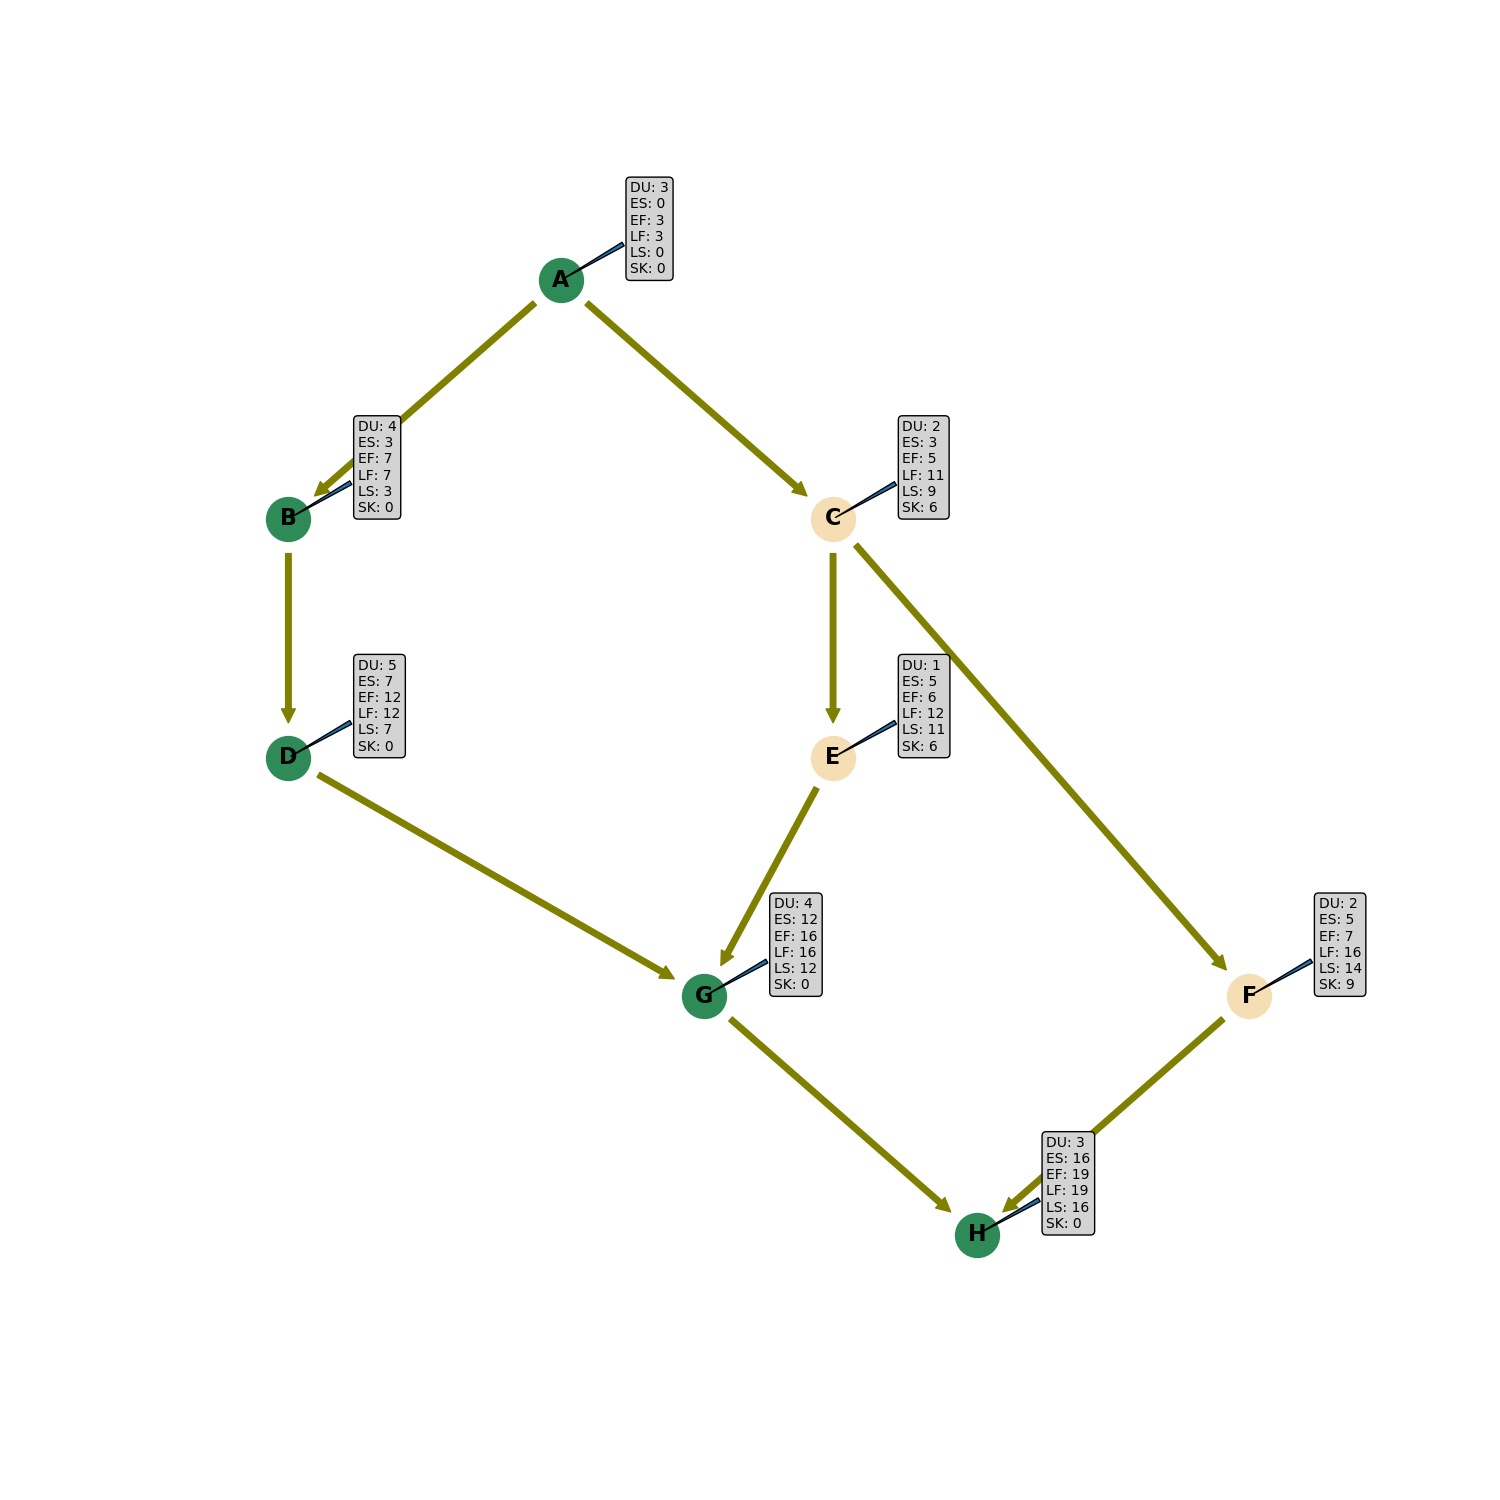 DU: 3
ES: 0
EF: 3
LF: 3
LS: 0
SK: 0
A
DU: 4
ES: 3
EF: 7
LF: 7
LS: 3
SK: 0
B
DU: 2
ES: 3
EF: 5
LF: 11
LS: 9
SK: 6
C
DU: 5
ES: 7
EF: 12
LF: 12
LS: 7
SK: 0
D
DU: 1
ES: 5
EF: 6
LF: 12
LS: 11
SK: 6
E
DU: 4
ES: 12
EF: 16
LF: 16
LS: 12
SK: 0
G
DU: 2
ES: 5
EF: 7
LF: 16
LS: 14
SK: 9
F
DU: 3
ES: 16
EF: 19
LF: 19
LS: 16
SK: 0
H